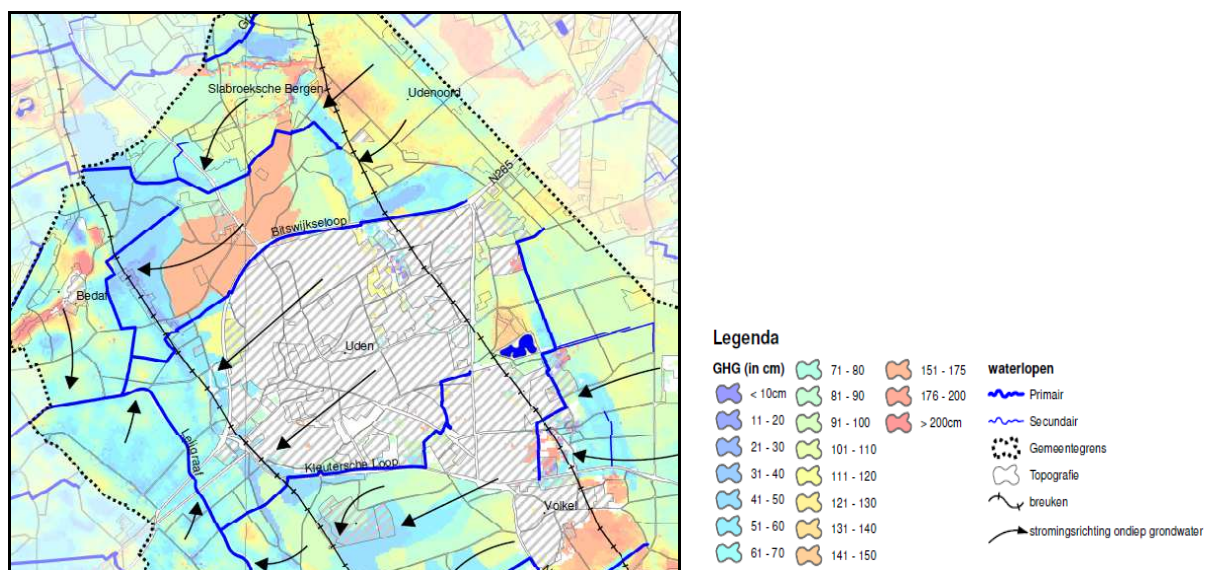 Gr
Slabroeksche Bergen
Udenoord
N265
Bitswijkseloop
Bedaf
Uden
Leijgraaf
Kleutersche Loop
Volkel
Legenda
GHG (in cm)
< 10cm
11 - 20
21 - 30
31 - 40
41 - 50
51 - 60
61 - 70
71 - 80
81 - 90
91 - 100
101 - 110
111 - 120
121 - 130
131 - 140
141 - 150
151 - 175
176 - 200
> 200cm
waterlopen
Primair
Secundair
Gemeentegrens
Topografie
breuken
stromingsrichting ondiep grondwater